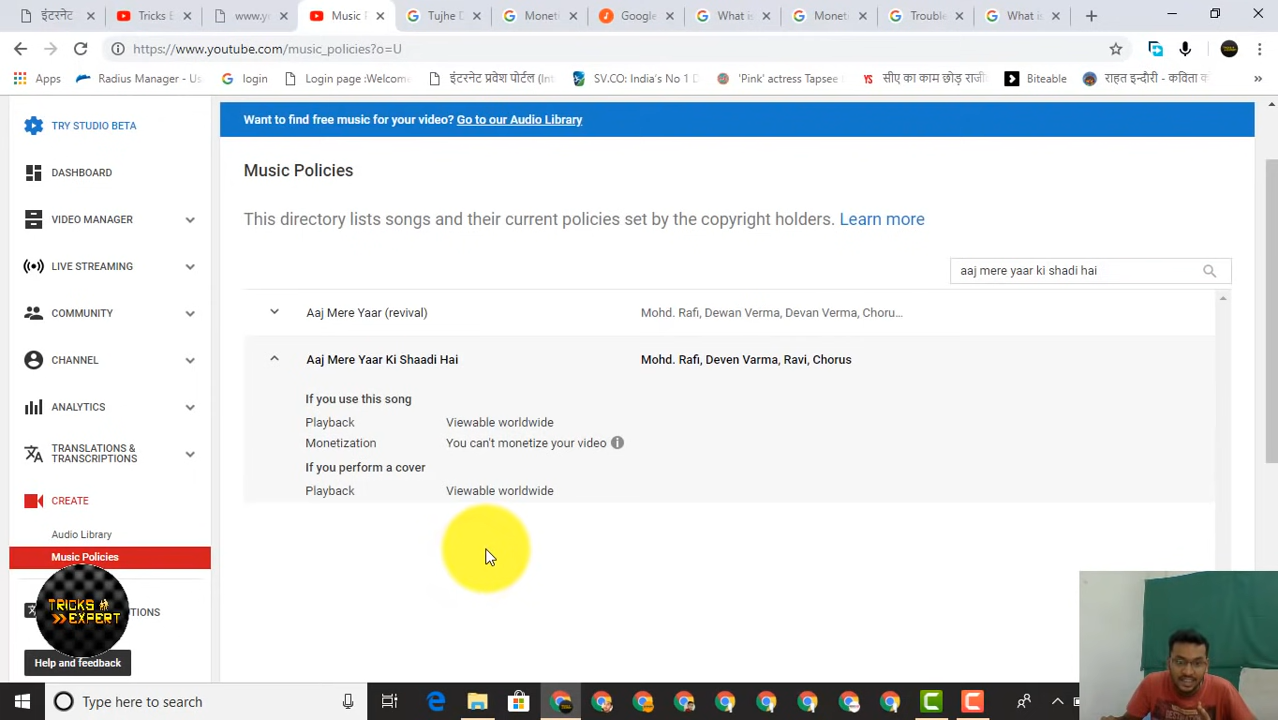 इंटरनेट
Tricks E
www.yo
Music P
Tujhe D
Moneti
Google
What is
Moneti
Trouble
What is
https://www.youtube.com/music_policies?o=U
Apps
Radius Manager - Us
login
Login page :Welcome
इंटरनेट प्रवेश पोर्टल (Int
SV.CO: India's No 1 D
'Pink' actress Tapsee
सीए का काम छोड़ राजी
Biteable
राहत इन्दौरी - कविता क
»
Want to find free music for your video? Go to our Audio Library
TRY STUDIO BETA
DASHBOARD
VIDEO MANAGER
LIVE STREAMING
COMMUNITY
CHANNEL
ANALYTICS
TRANSLATIONS &
TRANSCRIPTIONS
CREATE
Audio Library
Music Policies
TRICKS
EXPERT
Help and feedback
Music Policies
This directory lists songs and their current policies set by the copyright holders. Learn more
aaj mere yaar ki shadi hai
Aaj Mere Yaar (revival) Mohd. Rafi, Dewan Verma, Devan Verma, Choru...
Aaj Mere Yaar Ki Shaadi Hai Mohd. Rafi, Deven Varma, Ravi, Chorus
If you use this song
Playback Viewable worldwide
Monetization You can't monetize your video
If you perform a cover
Playback Viewable worldwide
Type here to search